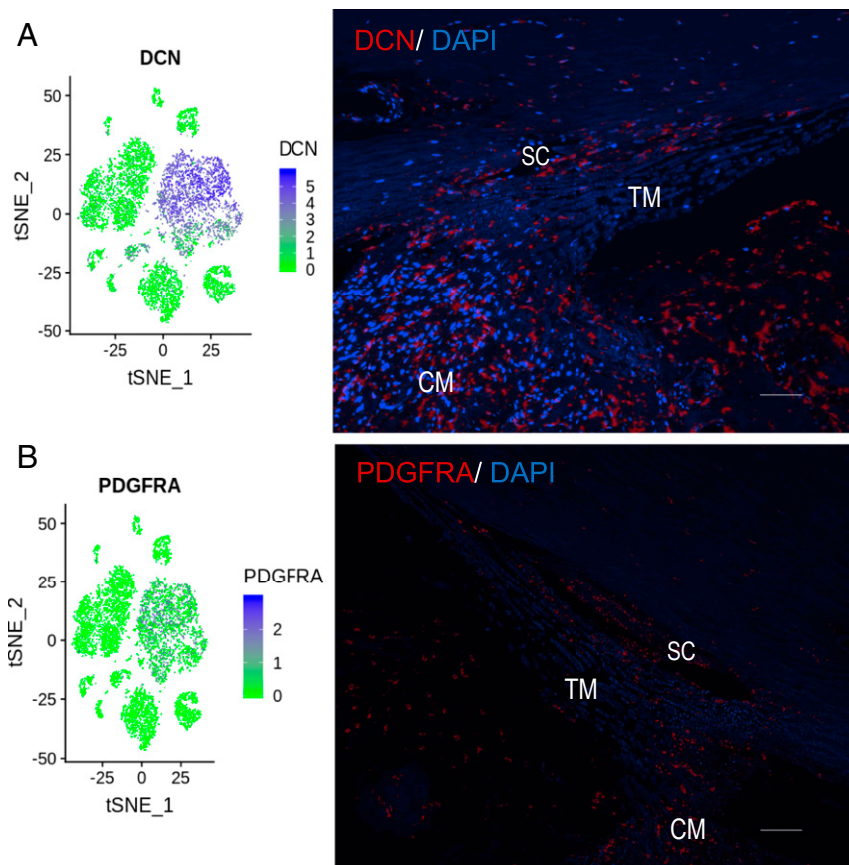 A
DCN
tSNE_2
50
25
0
-25
-50
-25
0
25
tSNE_1
DCN
5
4
3
2
1
0
DCN/ DAPI
SC
TM
CM
B
PDGFRA
tSNE_2
50
25
0
-25
-50
-25
0
25
tSNE_1
PDGFRA
2
1
0
PDGFRA/ DAPI
SC
TM
CM